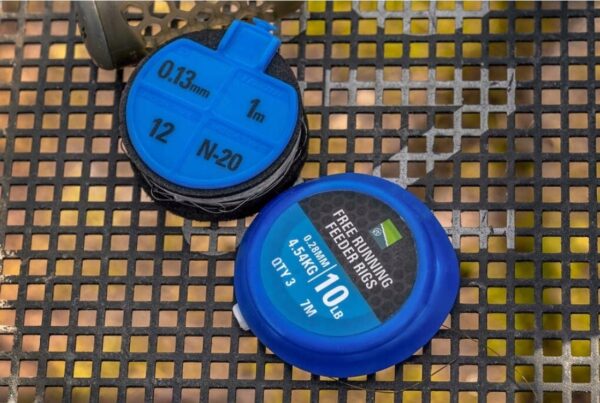 0.13mm
1m
12
N-20
FREE RUNNING
FEEDER RIGS
0.28MM
4.54KG
10LB
QTY 3
7M